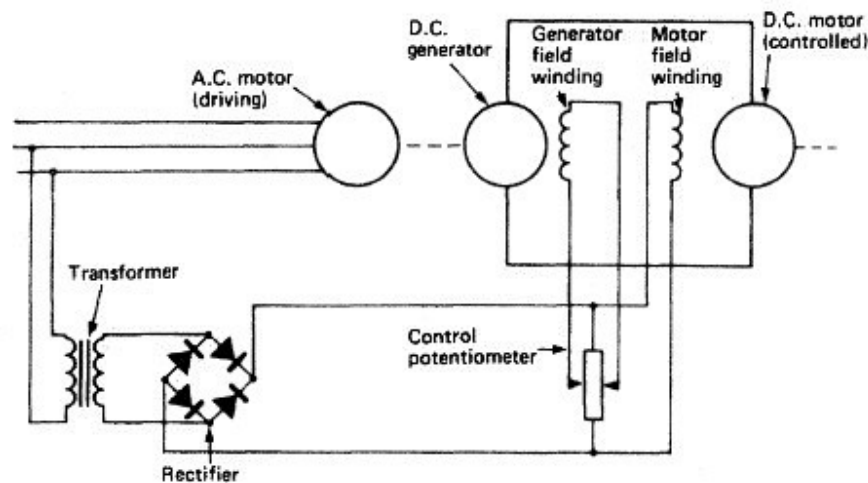 D.C.
generator
Generator
field
winding
Motor
field
winding
D.C. motor
(controlled)
A.C. motor
(driving)
Transformer
Control
potentiometer
Rectifier